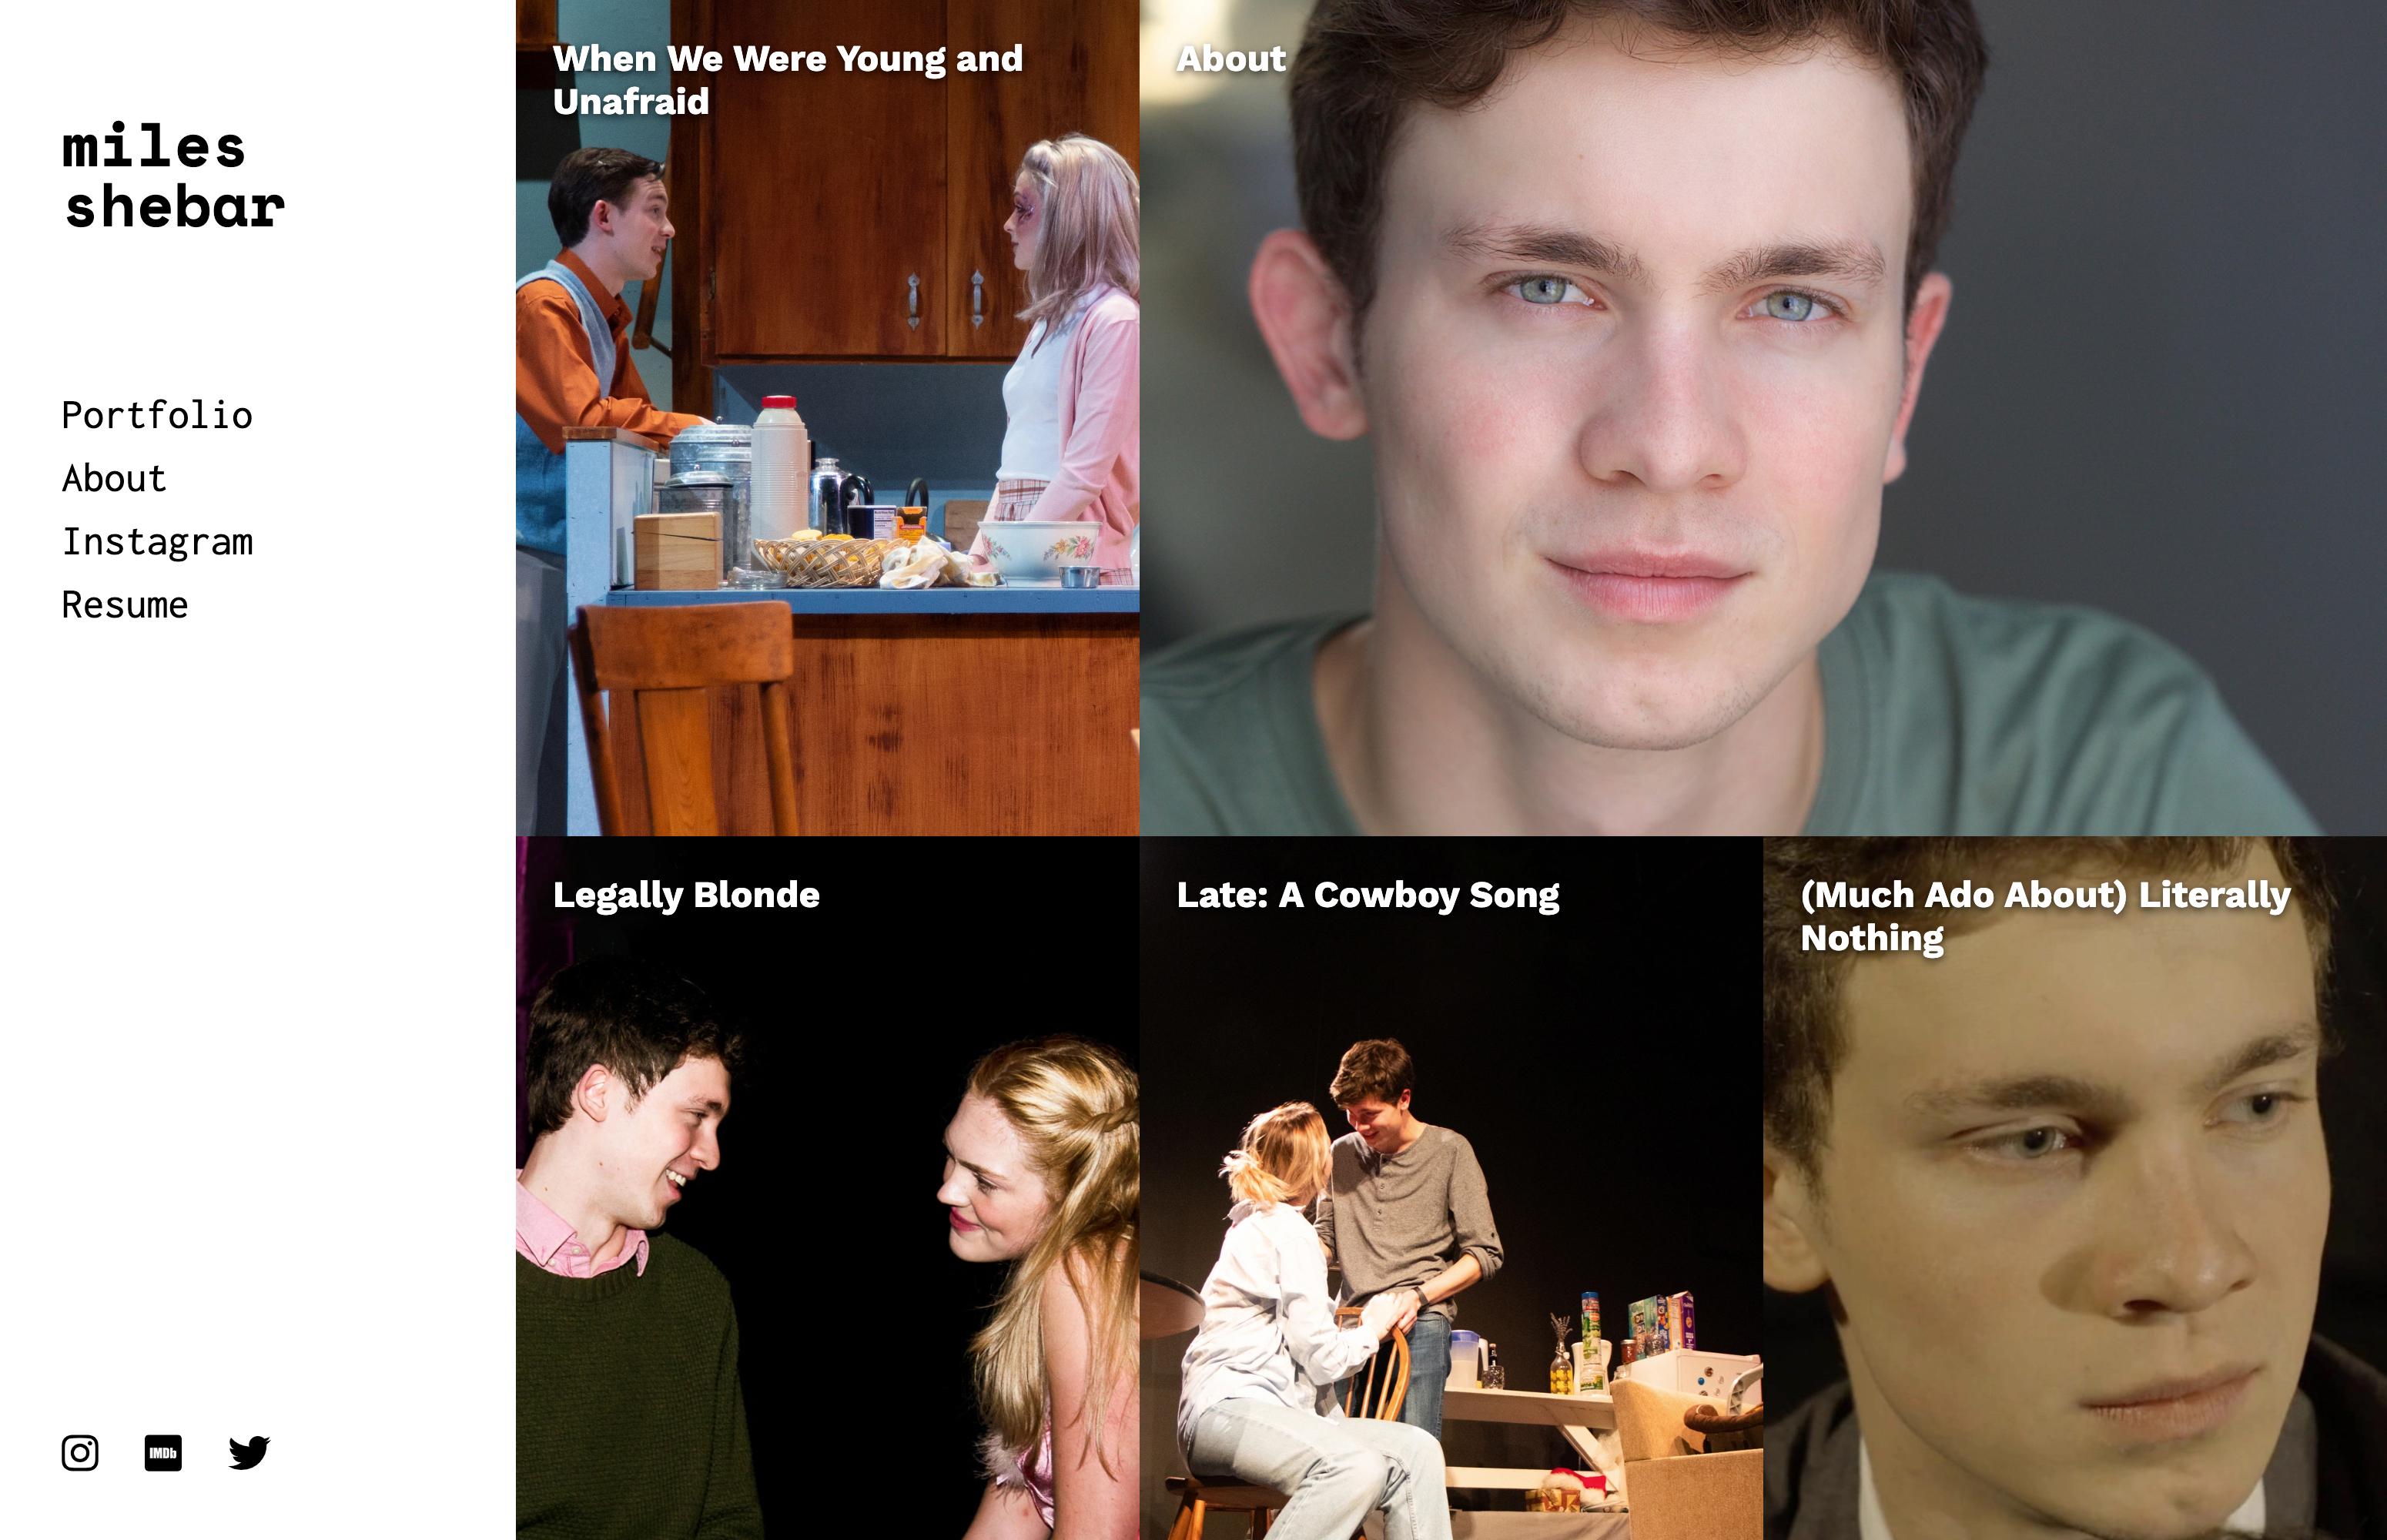 miles
shebar
Portfolio
About
Instagram
Resume
IMDb
When We Were Young and
Unafraid
About
Legally Blonde
Late: A Cowboy Song
(Much Ado About) Literally
Nothing